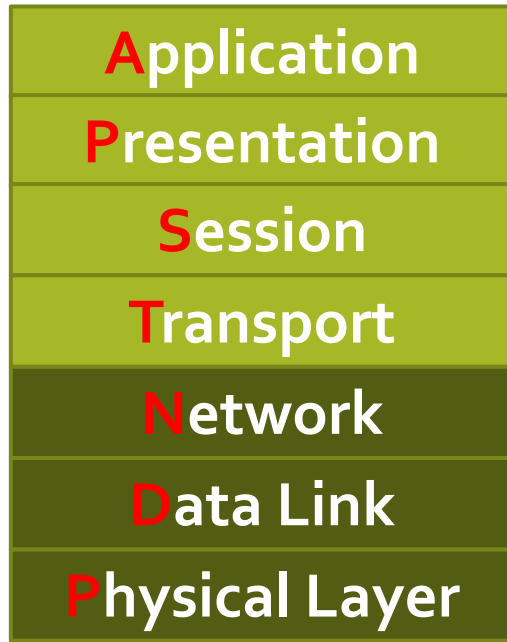 Application
Presentation
Session
Transport
Network
Data Link
Physical Layer